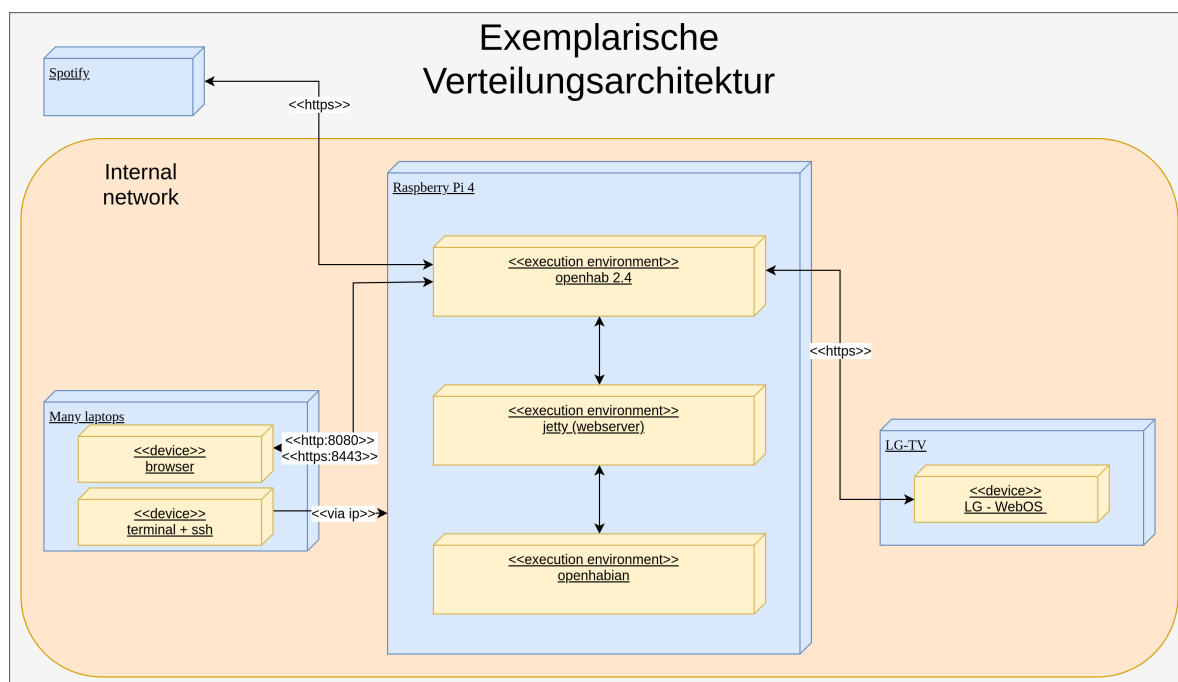 Exemplarische
Verteilungsarchitektur
Spotify
<<https>>
Internal
network
Raspberry Pi 4
<<execution environment>>
openhab 2.4
<<https>>
<<execution environment>>
jetty (webserver)
Many laptops
<<device>>
browser
<<http:8080>>
<<https:8443>>
<<device>>
terminal + ssh
<<via ip>>
LG-TV
<<device>>
LG - WebOS
<<execution environment>>
openhabian